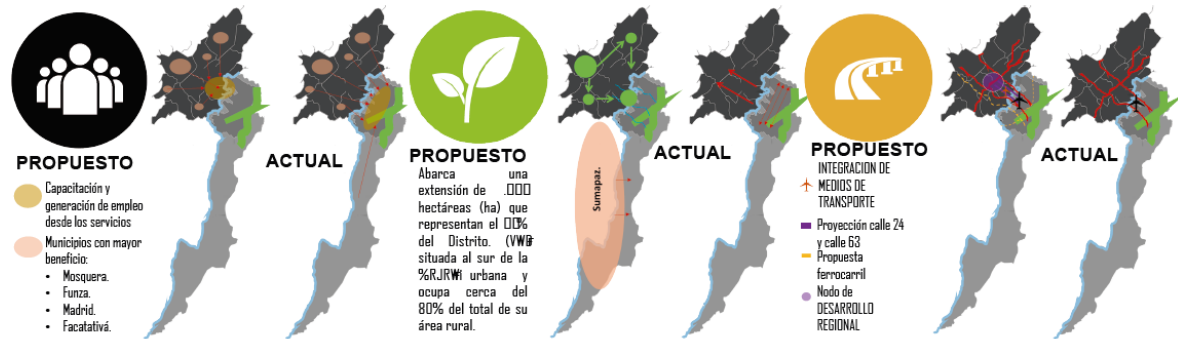 PROPUESTO
Capacitación y
generación de empleo
desde los servicios
Municipios con mayor
beneficio:
• Mosquera.
• Funza.
• Madrid.
• Facatativá.
ACTUAL
PROPUESTO
Abarca una
extensión de
hectáreas (ha) que
representan el %
del Distrito.
situada al sur de la
urbana y
ocupa cerca del
80% del total de su
área rural.
Sumapaz.
ACTUAL
PROPUESTO
INTEGRACION DE
MEDIOS DE
TRANSPORTE
Proyección calle 24
y calle 63
Propuesta
ferrocarril
Nodo de
DESARROLLO
REGIONAL
ACTUAL